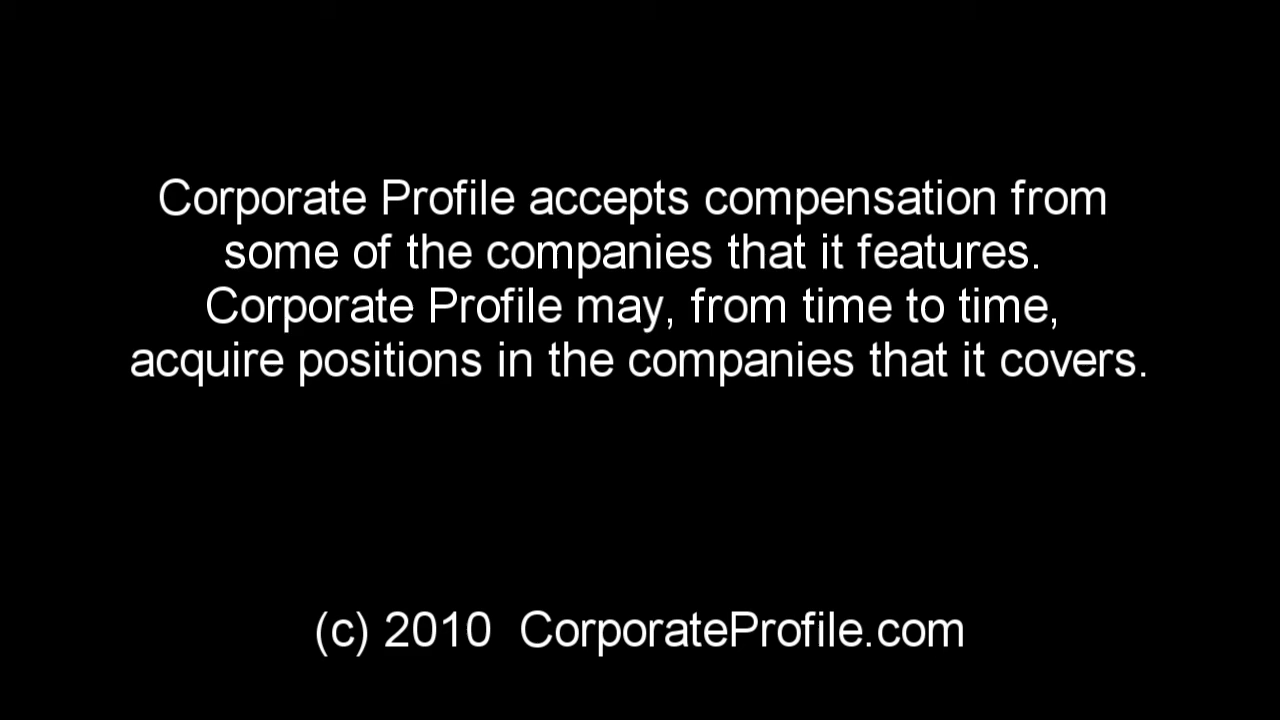 Corporate Profile accepts compensation from
some of the companies that it features.
Corporate Profile may, from time to time,
acquire positions in the companies that it covers.
(c) 2010  CorporateProfile.com